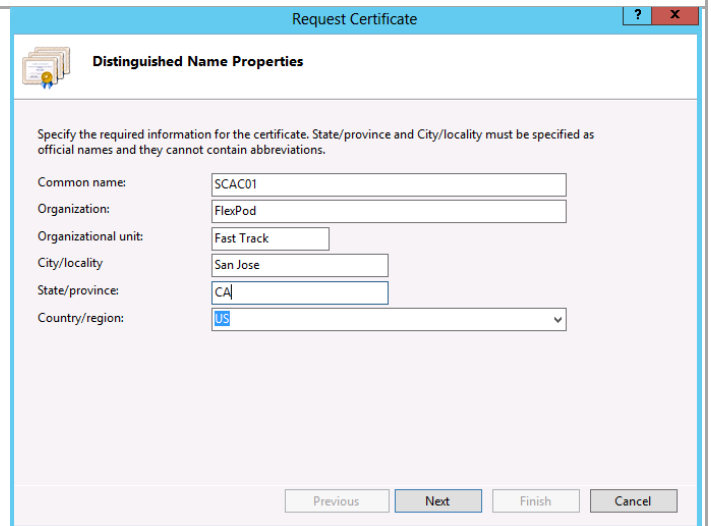 Request Certificate
? x
Distinguished Name Properties
Specify the required information for the certificate. State/province and City/locality must be specified as
official names and they cannot contain abbreviations.
Common name: SCAC01
Organization: FlexPod
Organizational unit: Fast Track
City/locality San Jose
State/province: CA
Country/region: US
Previous Next Finish Cancel